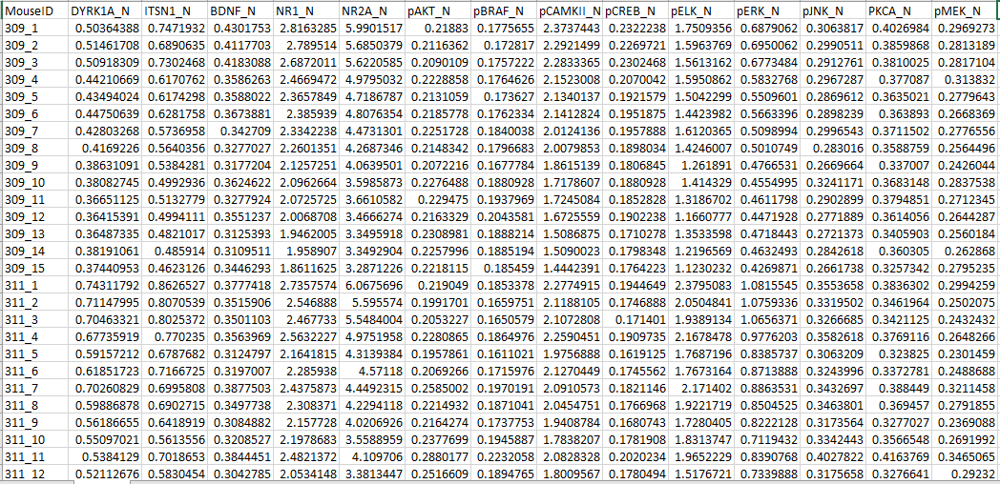 MouseID DYRK1A_N ITSN1_N BDNF_N NR1_N NR2A_N pAKT_N pBRAF_N pCAMKII_N pCREB_N pELK_N pERK_N pJNK_N PKCA_N pMEK_N
309_1 0.50364388 0.7471932 0.4301753 2.8163285 5.9901517 0.21883 0.1775655 2.3737443 0.2322238 1.7509356 0.6879062 0.3063817 0.4026984 0.2969273
309_2 0.51461708 0.6890635 0.4117703 2.789514 5.6850379 0.2116362 0.172817 2.2921499 0.2269721 1.5963769 0.6950062 0.2990511 0.3859868 0.2813189
309_3 0.50918309 0.7302468 0.4183088 2.6872011 5.6220585 0.2090109 0.1757222 2.2833365 0.2302468 1.5613162 0.6773484 0.2912761 0.3810025 0.2817104
309_4 0.44210669 0.6170762 0.3586263 2.4669472 4.9795032 0.2228858 0.1764626 2.1523008 0.2070042 1.5950862 0.5832768 0.2967287 0.377087 0.313832
309_5 0.43494024 0.6174298 0.3588022 2.3657849 4.7186787 0.2131059 0.173627 2.1340137 0.1921579 1.5042299 0.5509601 0.2869612 0.3635021 0.2779643
309_6 0.44750639 0.6281758 0.3673881 2.385939 4.8076354 0.2185778 0.1762334 2.1412824 0.1951875 1.4423982 0.5663396 0.2898239 0.363893 0.2668369
309_7 0.42803268 0.5736958 0.342709 2.3342238 4.4731301 0.2251728 0.1840038 2.0124136 0.1957888 1.6120365 0.5098994 0.2996543 0.3711502 0.2776556
309_8 0.4169226 0.5640356 0.3277027 2.2601351 4.2687346 0.2148342 0.1796683 2.0079853 0.1898034 1.4246007 0.5010749 0.283016 0.3588759 0.2564496
309_9 0.38631091 0.5384281 0.3177204 2.1257251 4.0639501 0.2072216 0.1677784 1.8615139 0.1806845 1.261891 0.4766531 0.2669664 0.337007 0.2426044
309_10 0.38082745 0.4992936 0.3624622 2.0962664 3.5985873 0.2276488 0.1880928 1.7178607 0.1880928 1.414329 0.4554995 0.3241171 0.3683148 0.2837538
309_11 0.36651125 0.5132779 0.3277924 2.0725725 3.6610582 0.229475 0.1937969 1.7245084 0.1852828 1.3186702 0.4611798 0.2902899 0.3794851 0.2712345
309_12 0.36415391 0.4994111 0.3551237 2.0068708 3.4666274 0.2163329 0.2043581 1.6725559 0.1902238 1.1660777 0.4471928 0.2771889 0.3614056 0.2644287
309_13 0.36487335 0.4821017 0.3125393 1.9462005 3.3495918 0.2308981 0.1888214 1.5086875 0.1710278 1.3533598 0.4718443 0.2721373 0.3405903 0.2560184
309_14 0.38191061 0.485914 0.3109511 1.958907 3.3492904 0.2257996 0.1885194 1.5090023 0.1798348 1.2196569 0.4632493 0.2842618 0.360305 0.262868
309_15 0.37440953 0.4623126 0.3446293 1.8611625 3.2871226 0.2218115 0.185459 1.4442391 0.1764223 1.1230232 0.4269871 0.2661738 0.3257342 0.2795235
311_1 0.74311792 0.8626527 0.3777418 2.7357574 6.0675696 0.219049 0.1853378 2.2774915 0.1944649 2.3795083 1.0815545 0.3553658 0.3836302 0.2994259
311_2 0.71147995 0.8070539 0.3515906 2.546888 5.595574 0.1991701 0.1659751 2.1188105 0.1746888 2.0504841 1.0759336 0.3319502 0.3461964 0.2502075
311_3 0.70463321 0.8025372 0.3501103 2.467733 5.5484004 0.2053227 0.1650579 2.1072808 0.171401 1.9389134 1.0656371 0.3266685 0.3421125 0.2432432
311_4 0.67735919 0.770235 0.3563969 2.5632227 4.9751958 0.2280865 0.1864976 2.2590451 0.1909735 2.1678478 0.9776203 0.3582618 0.3769116 0.2648266
311_5 0.59157212 0.6787682 0.3124797 2.1641815 4.3139384 0.1957861 0.1611021 1.9756888 0.1619125 1.7687196 0.8385737 0.3063209 0.323825 0.2301459
311_6 0.61851723 0.7166725 0.3197007 2.285938 4.57118 0.2069266 0.1715976 2.1270449 0.1745562 1.7673164 0.8713888 0.3243996 0.3372781 0.2488688
311_7 0.70260829 0.6995808 0.3877503 2.4375873 4.4492315 0.2585002 0.1970191 2.0910573 0.1821146 2.171402 0.8863531 0.3432697 0.388449 0.3211458
311_8 0.59886878 0.6902715 0.3497738 2.308371 4.2294118 0.2214932 0.1871041 2.0454751 0.1766968 1.9221719 0.8504525 0.3463801 0.369457 0.2791855
311_9 0.56186655 0.6418919 0.3084882 2.157728 4.0206926 0.2164274 0.1737753 1.9408784 0.1680743 1.7280405 0.8222128 0.3173564 0.3277027 0.2369088
311_10 0.55097021 0.5613556 0.3208527 2.1978683 3.5588959 0.2377699 0.1945887 1.7838207 0.1781908 1.8313747 0.7119432 0.3342443 0.3566548 0.2691992
311_11 0.5384129 0.7018653 0.3844451 2.4821372 4.109706 0.2880177 0.2232058 2.0828328 0.2020234 1.9652229 0.8390768 0.4027822 0.4163769 0.3465065
311_12 0.52112676 0.5830454 0.3042785 2.0534148 3.3813447 0.2516609 0.1894765 1.8009567 0.1780494 1.5176721 0.7339888 0.3175658 0.3276641 0.29232